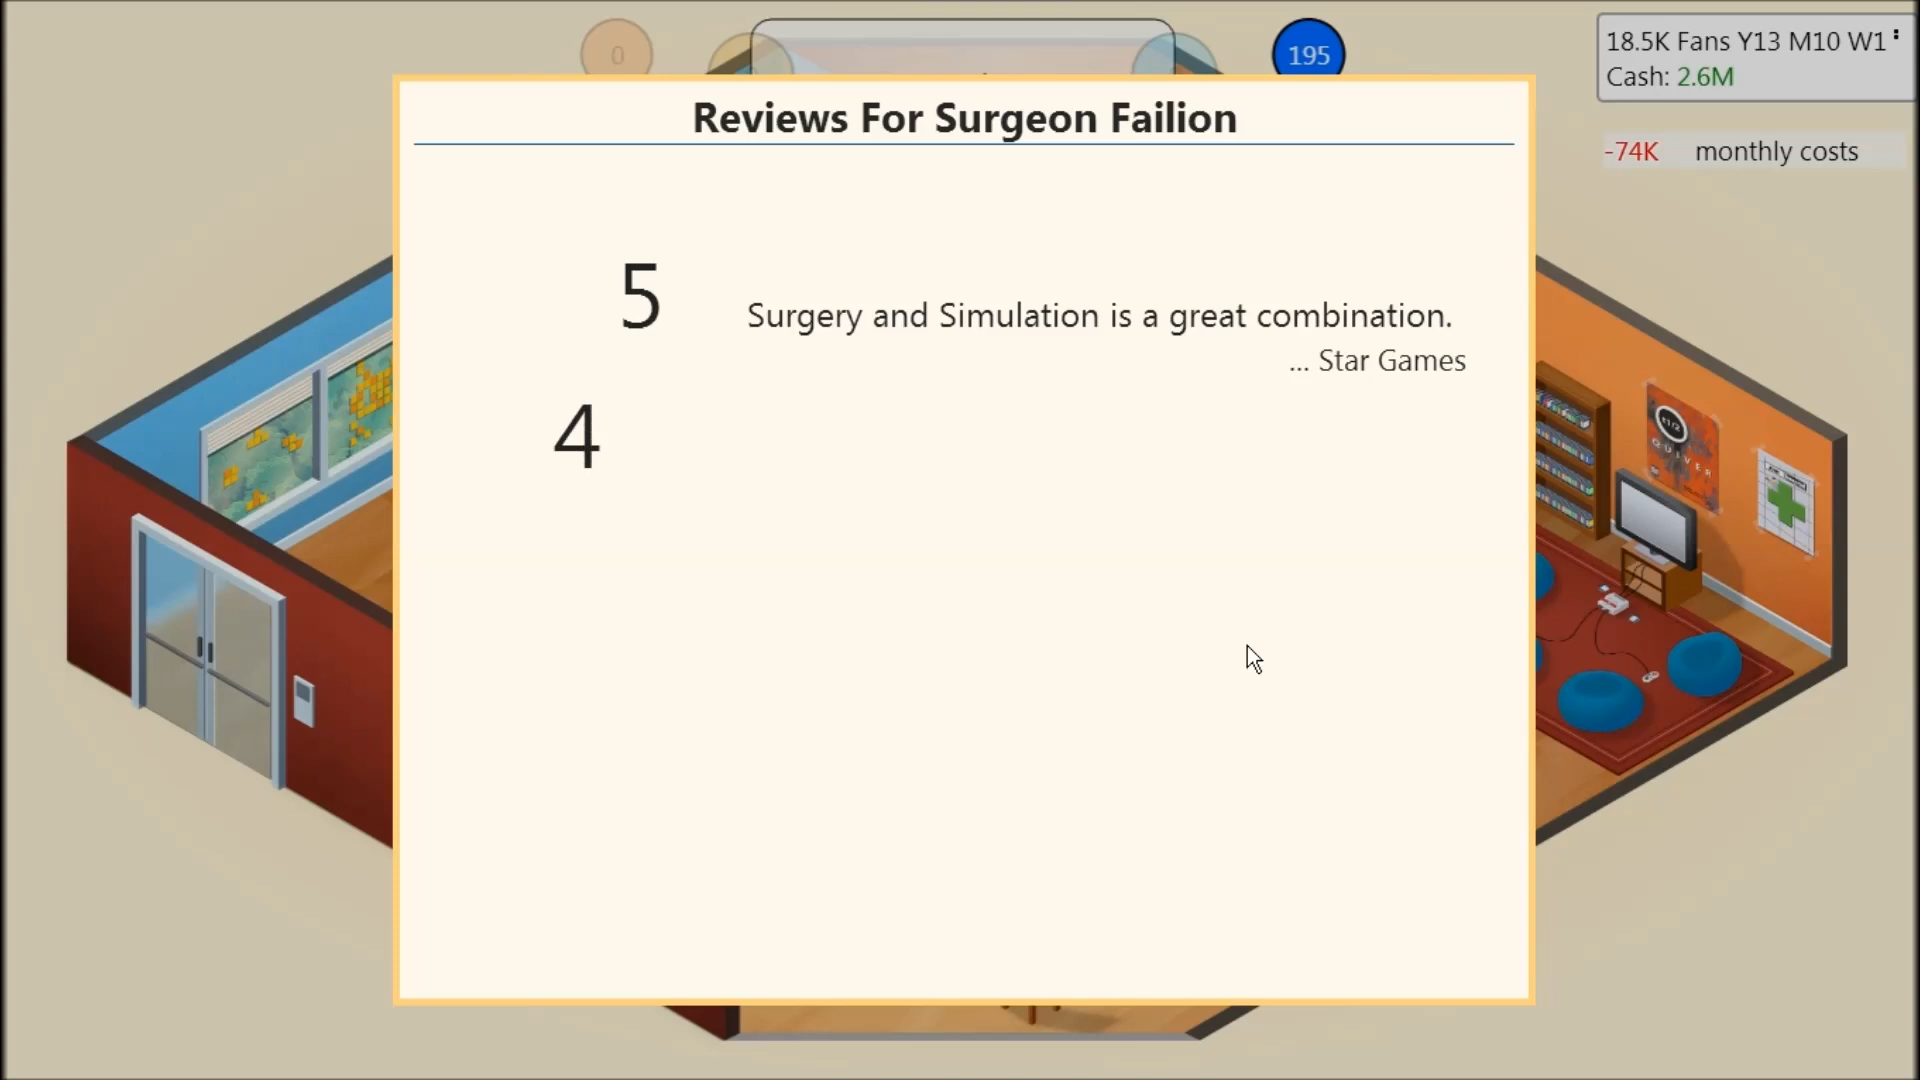 0
195
18.5K Fans Y13 M10 W1
Cash: 2.6M
-74K monthly costs
Reviews For Surgeon Failion
5
Surgery and Simulation is a great combination.
... Star Games
4
QUIVER